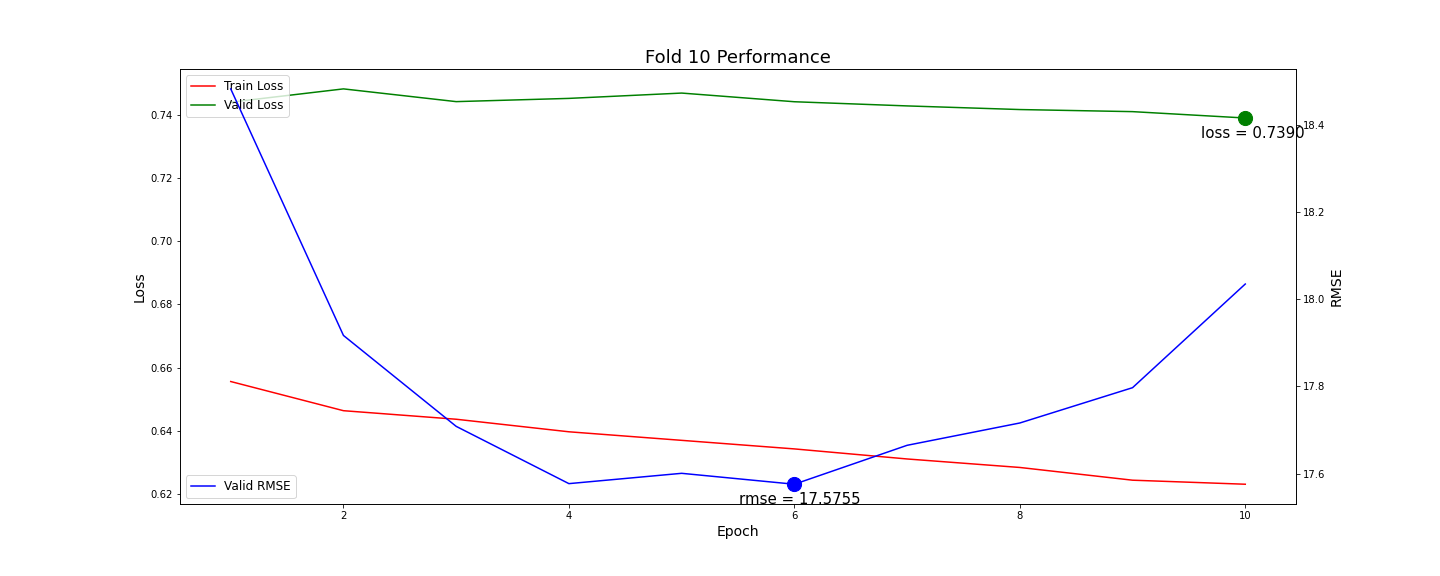 Fold 10 Performance
Train Loss
Valid Loss
Valid RMSE
loss = 0.7390
rmse = 17.5755
Loss
0.74
0.72
0.70
0.68
0.66
0.64
0.62
RMSE
18.4
18.2
18.0
17.8
17.6
2 4 6 8 10
Epoch